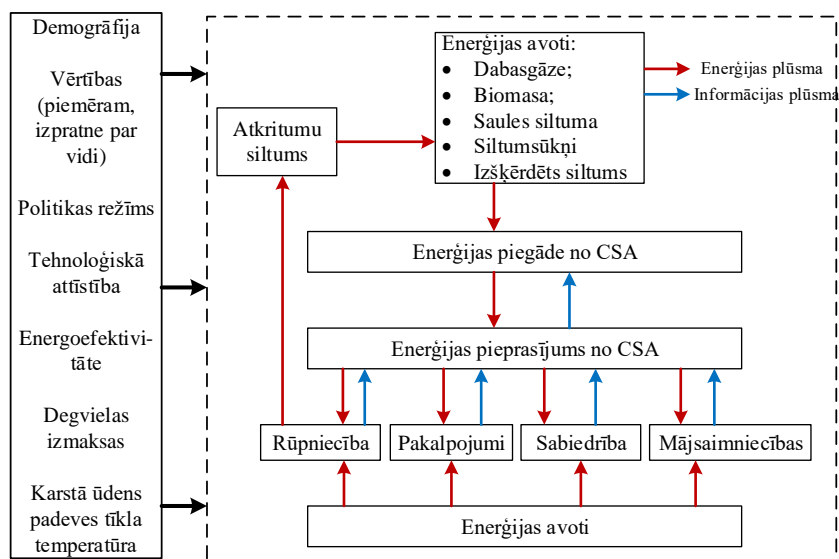 Demogrāfija
Vērtības
(piemēram,
izpratne par
vidi)
Politikas režīms
Tehnoloģiskā
attīstība
Energoefektivi-
tāte
Degvielas
izmaksas
Karstā ūdens
padeves tīkla
temperatūra
Atkritumu
siltums
Enerģijas avoti:
• Dabasgāze;
• Biomasa;
• Saules siltuma
• Siltumsūkņi
• Izšķērdēts siltums
Enerģijas plūsma
Informācijas plūsma
Enerģijas piegāde no CSA
Enerģijas pieprasījums no CSA
Rūpniecība
Pakalpojumi
Sabiedrība
Mājsaimniecības
Enerģijas avoti